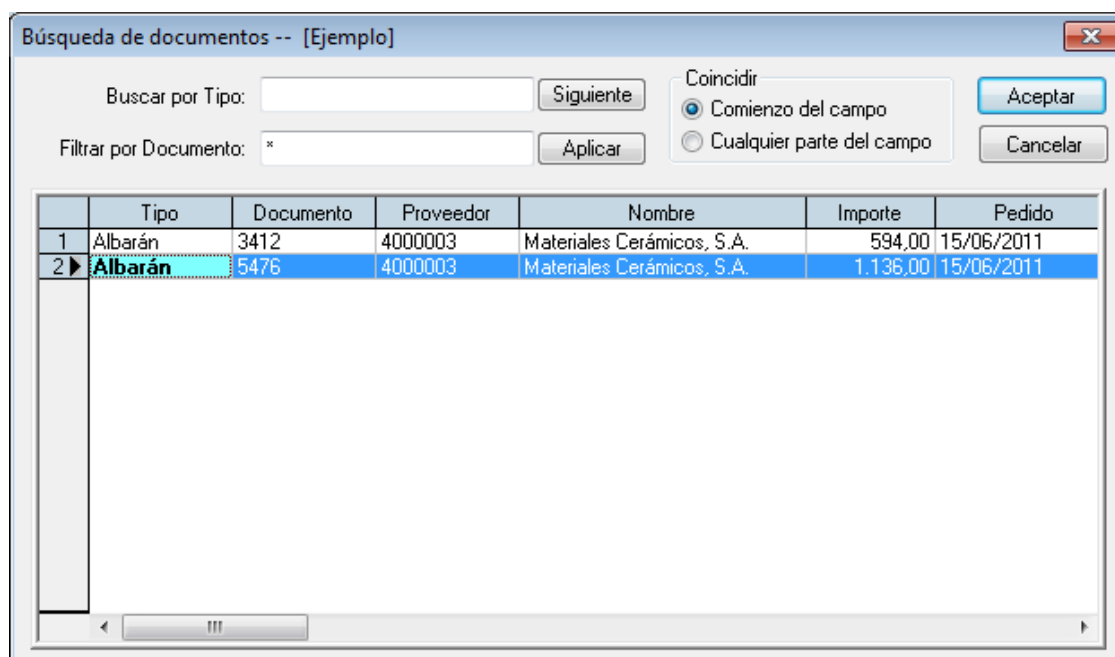 Búsqueda de documentos -- [Ejemplo]
Buscar por Tipo: Siguiente
Filtrar por Documento: * Aplicar
Coincidir
Comienzo del campo
Cualquier parte del campo
Aceptar
Cancelar
Tipo Documento Proveedor Nombre Importe Pedido
1 Albarán 3412 4000003 Materiales Cerámicos, S.A. 594,00 15/06/2011
2 Albarán 5476 4000003 Materiales Cerámicos, S.A. 1.136,00 15/06/2011